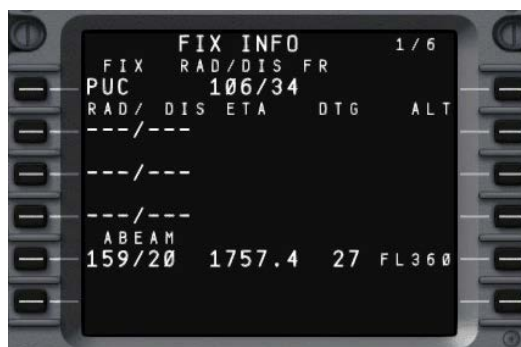 FIX INFO 1/6
FIX RAD/DIS FR
PUC 106/34
RAD/ DIS ETA DTG ALT
---/---
---/---
---/---
ABEAM
159/20 1757.4 27 FL360